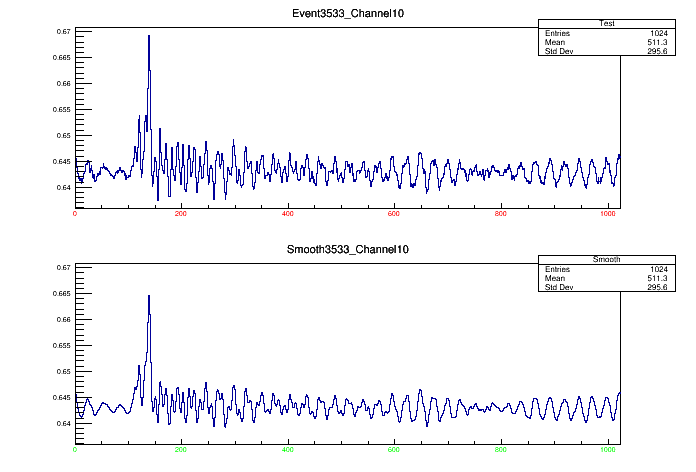 Event3533_Channel10
Test
Entries 1024
Mean 511.3
Std Dev 295.6
0.67
0.665
0.66
0.655
0.65
0.645
0.64
0 200 400 600 800 1000
Smooth3533_Channel10
Smooth
Entries 1024
Mean 511.3
Std Dev 295.6
0.67
0.665
0.66
0.655
0.65
0.645
0.64
0 200 400 600 800 1000